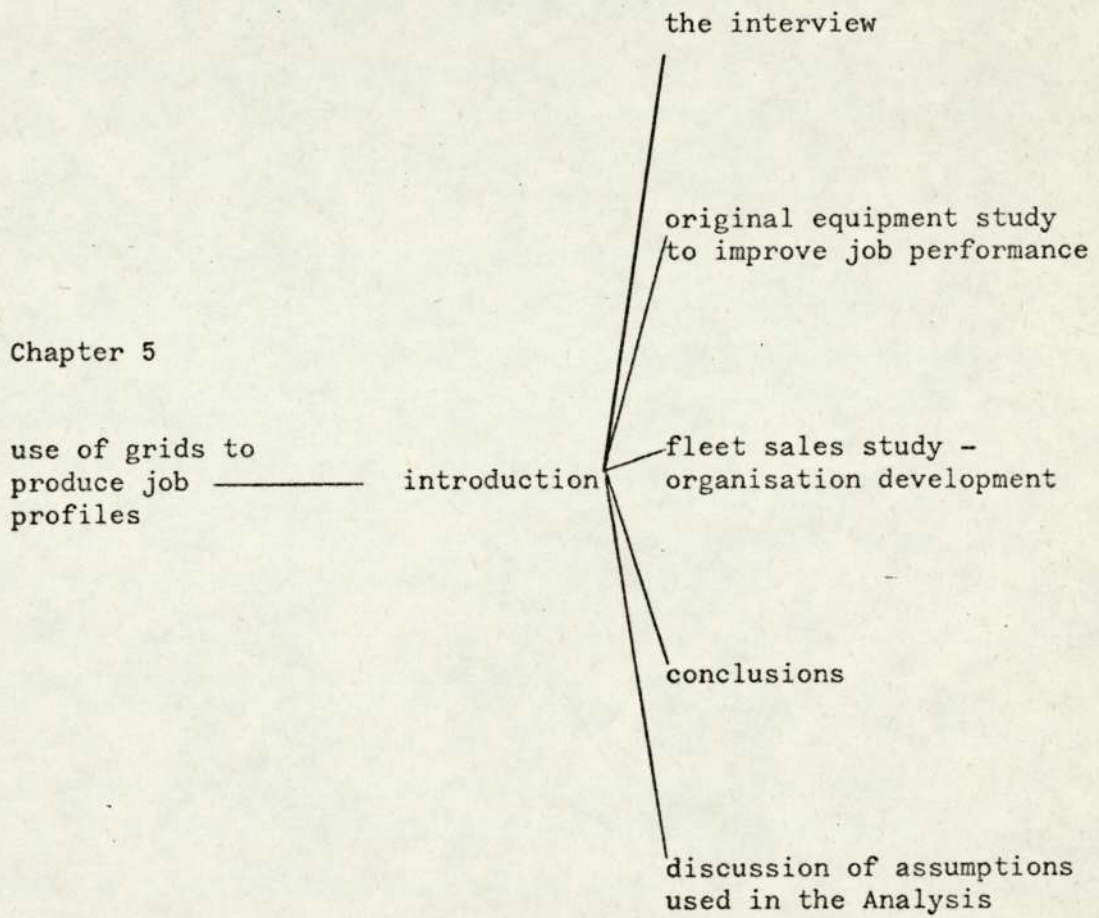 the interview
original equipment study
to improve job performance
Chapter 5
use of grids to
produce job
profiles
introduction
fleet sales study -
organisation development
conclusions
discussion of assumptions
used in the Analysis